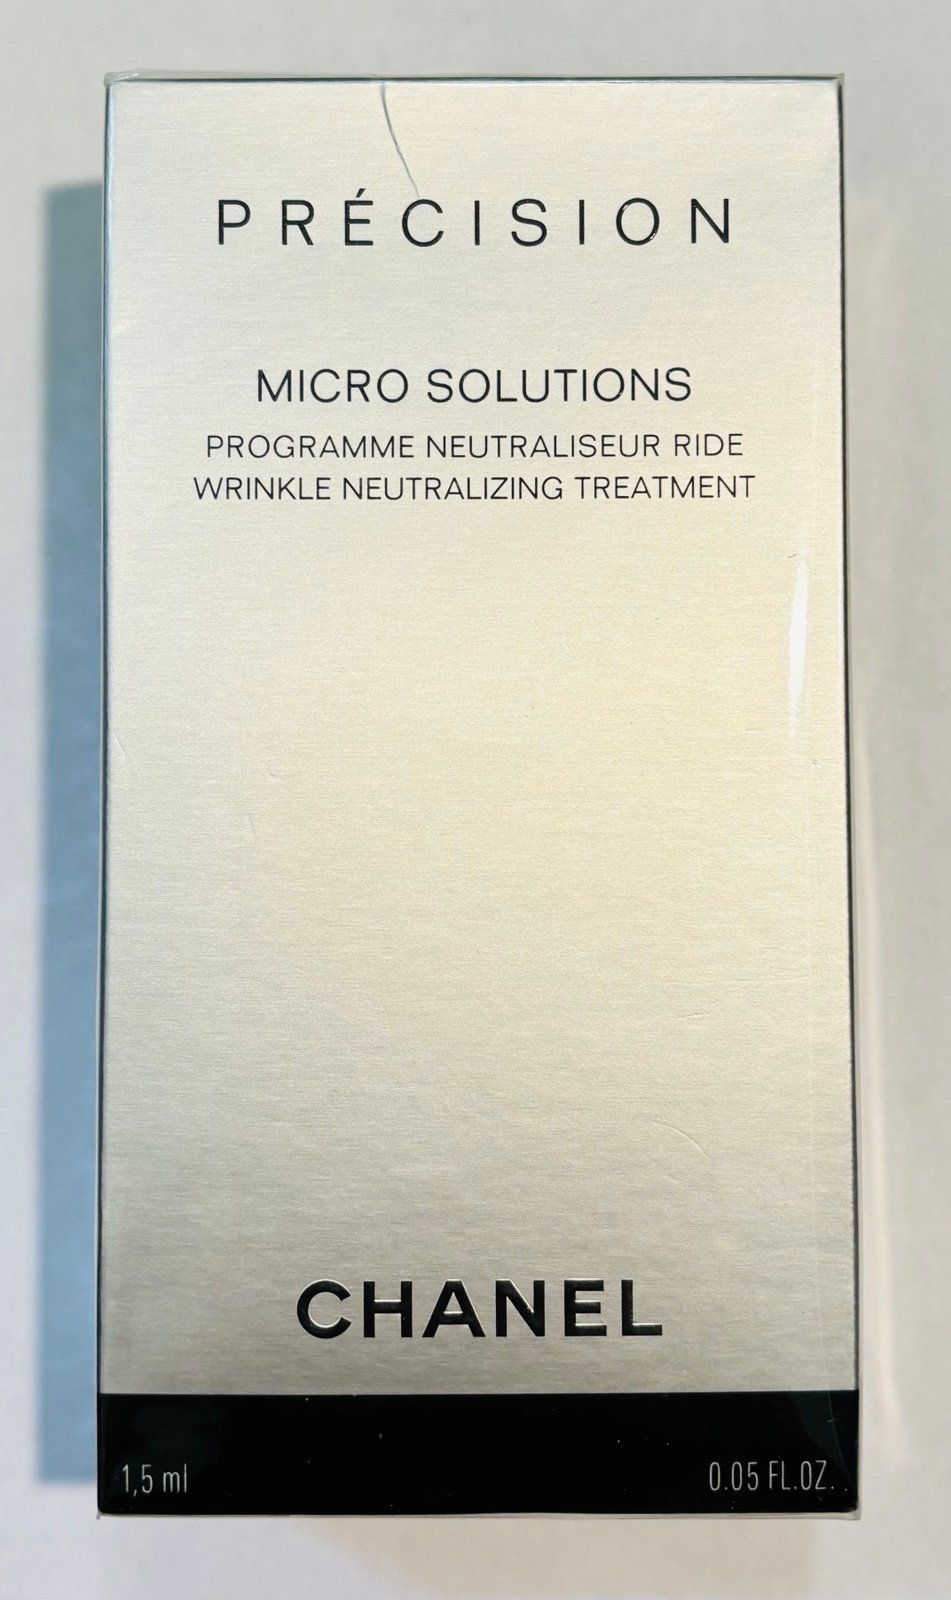 PRÉCISION
MICRO SOLUTIONS
PROGRAMME NEUTRALISEUR RIDE
WRINKLE NEUTRALIZING TREATMENT
CHANEL
1,5 ml 0.05 FL.OZ.